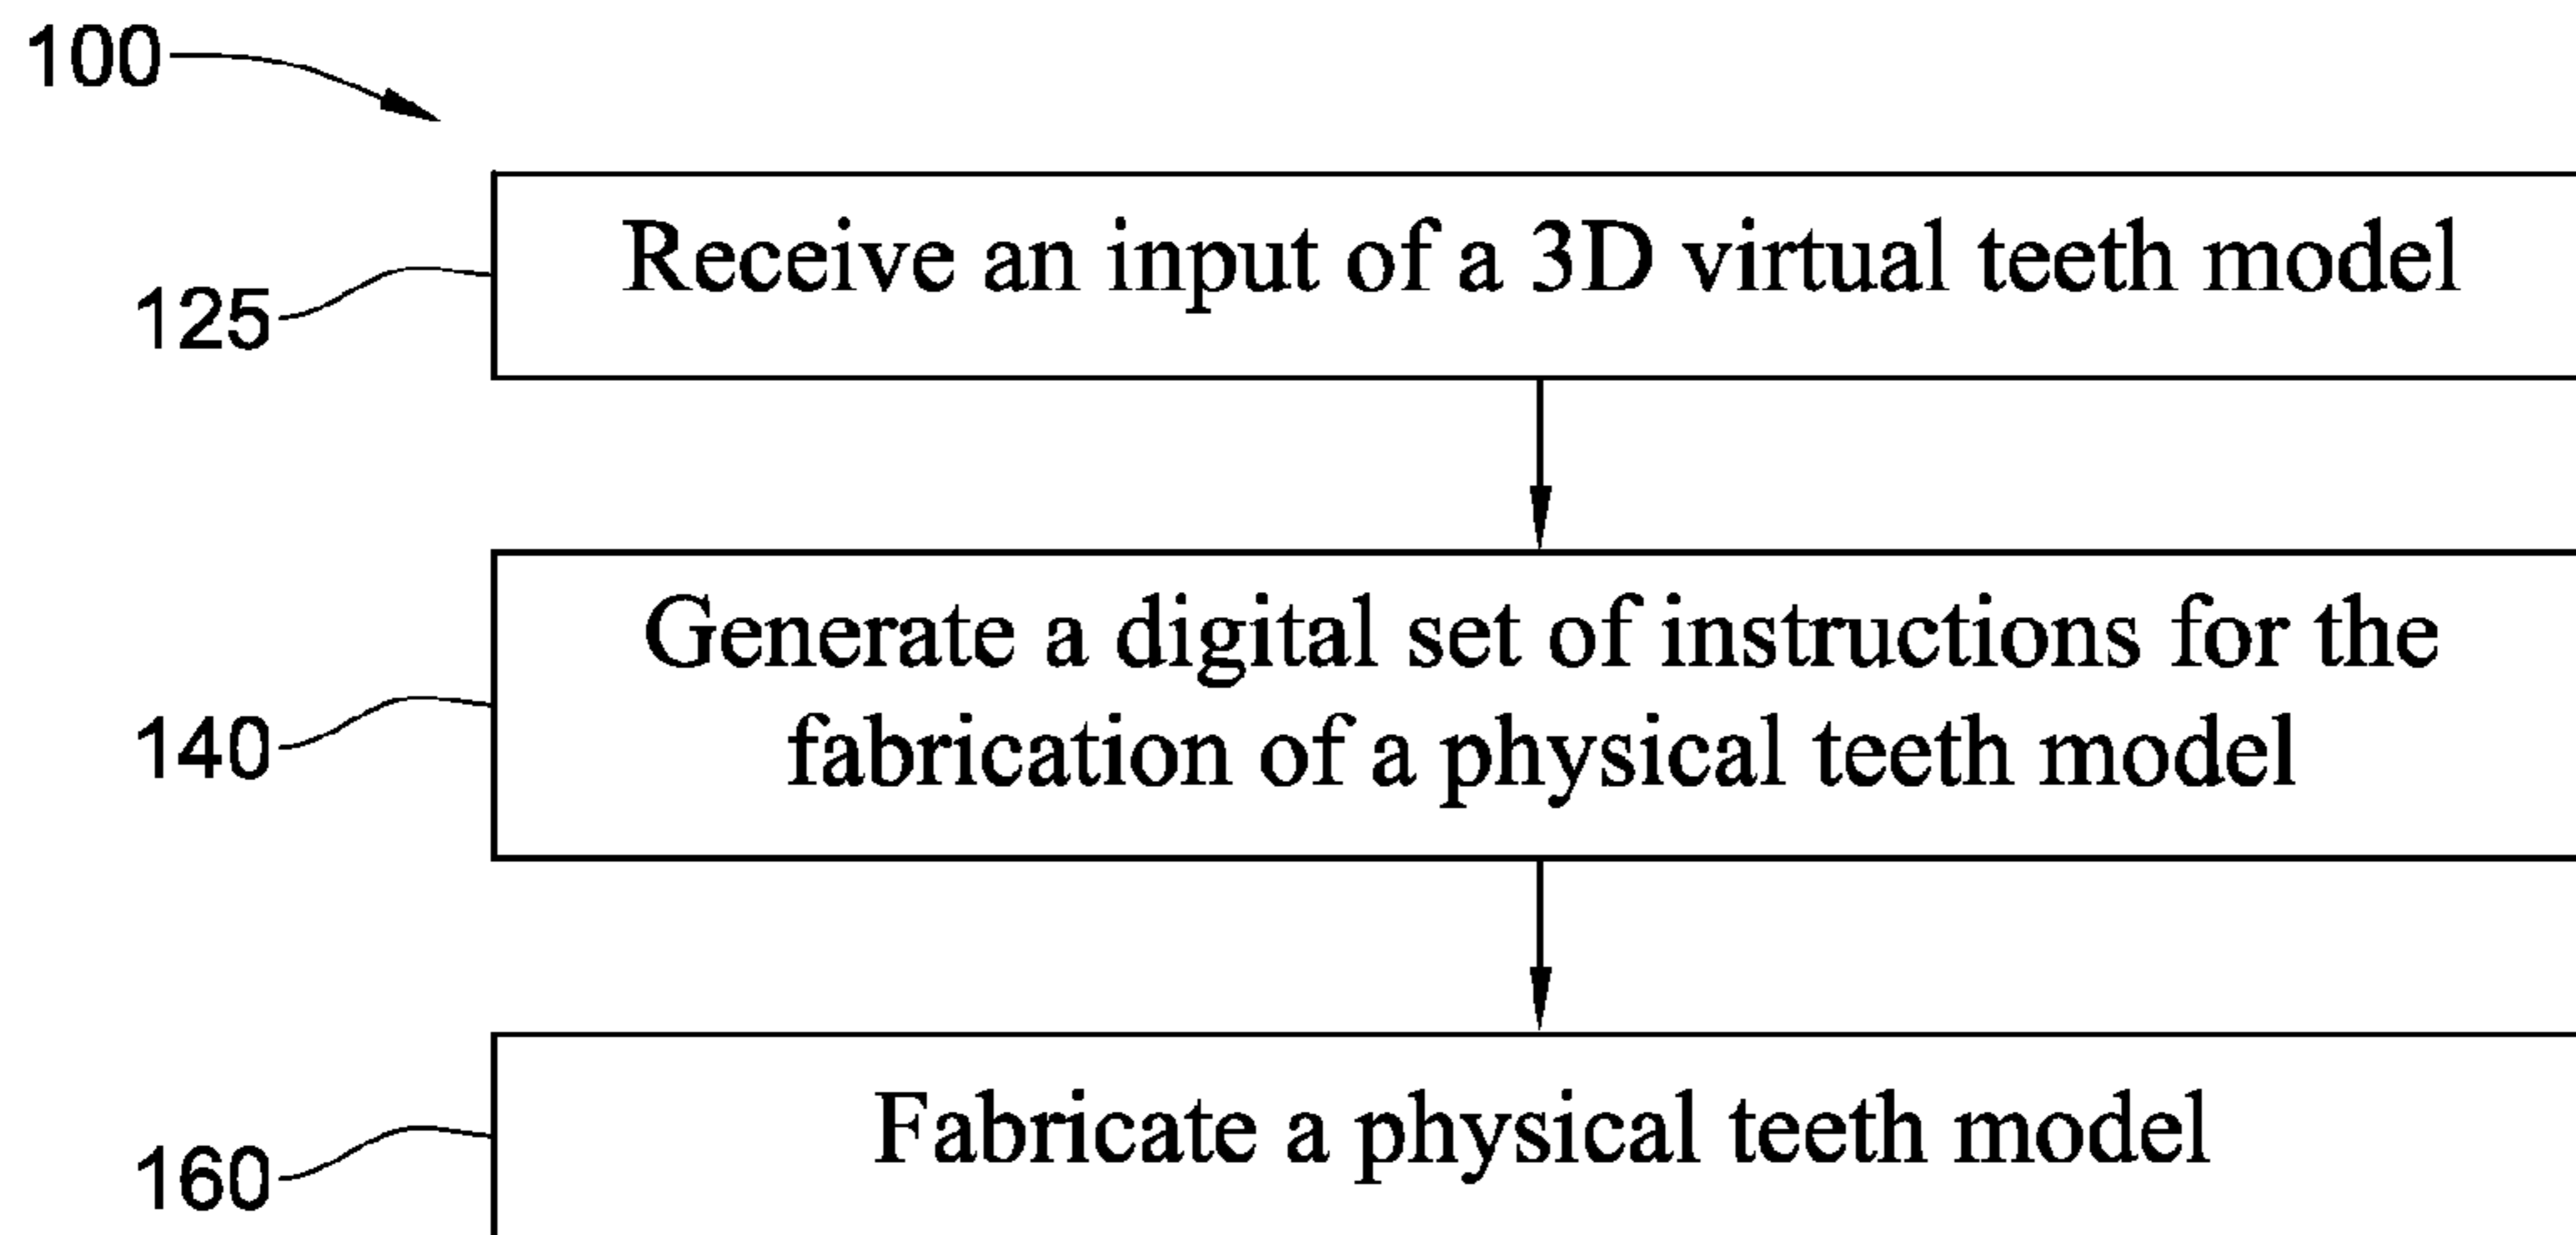 100
Receive an input of a 3D virtual teeth model
125
Generate a digital set of instructions for the
fabrication of a physical teeth model
140
Fabricate a physical teeth model
160